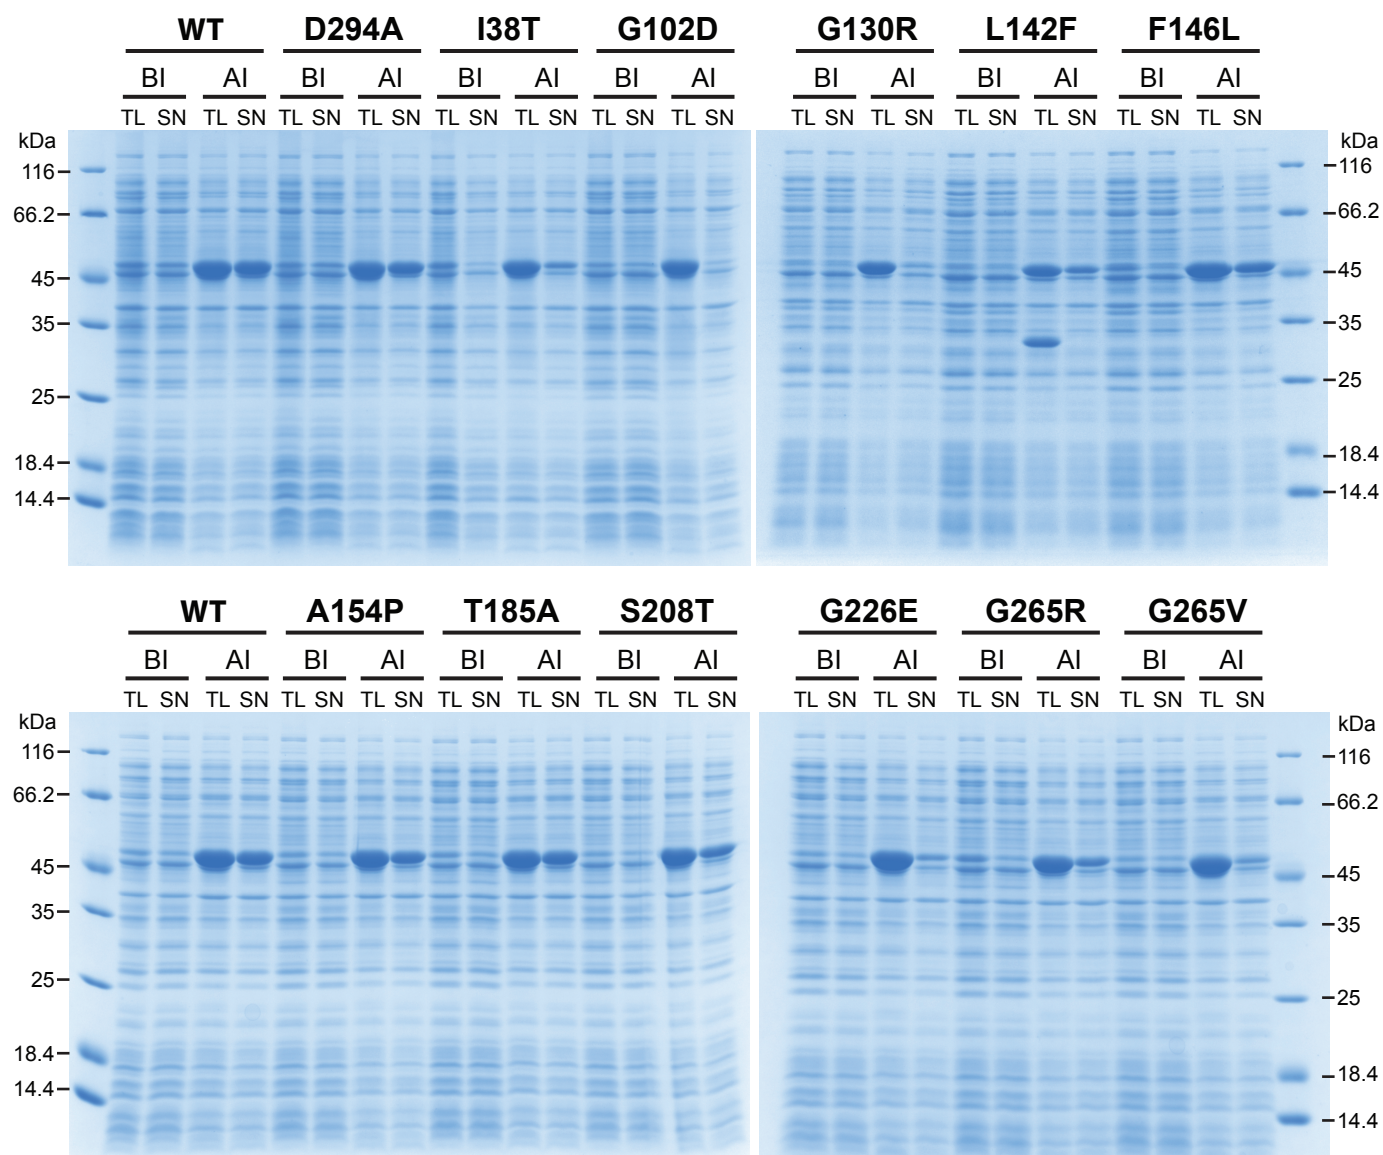 WT D294A I38T G102D G130R L142F F146L
BI AI BI AI BI AI BI AI BI AI BI AI BI AI
TL SN TL SN TL SN TL SN TL SN TL SN TL SN TL SN TL SN TL SN TL SN TL SN TL SN TL SN
kDa kDa
116 116
66.2 66.2
45 45
35 35
25 25
18.4 18.4
14.4 14.4
WT A154P T185A S208T G226E G265R G265V
BI AI BI AI BI AI BI AI BI AI BI AI BI AI
TL SN TL SN TL SN TL SN TL SN TL SN TL SN TL SN TL SN TL SN TL SN TL SN TL SN TL SN
kDa kDa
116 116
66.2 66.2
45 45
35 35
25 25
18.4 18.4
14.4 14.4